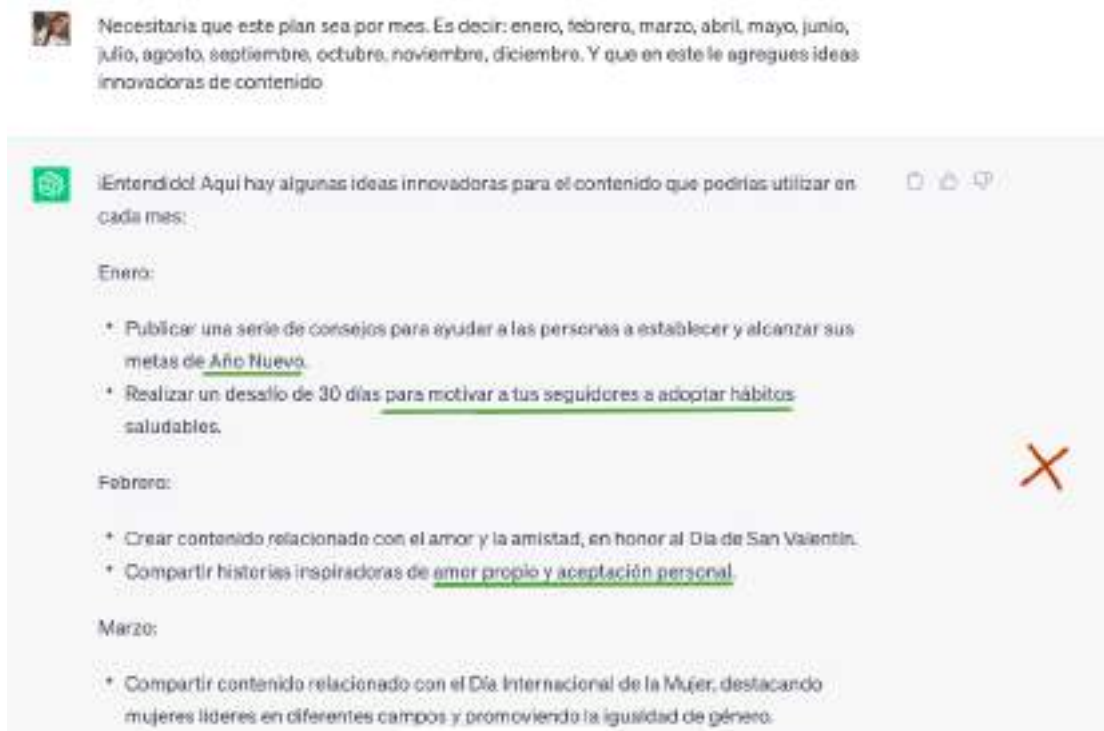 Necesitaria que este plan sea por mes. Es decir: enero, febrero, marzo, abril, mayo, junio,
julio, agosto, septiembre, octubre, noviembre, diciembre. Y que en este le agregues ideas
innovadoras de contenido
¡Entendido! Aquí hay algunas ideas innovadoras para el contenido que podrías utilizar en
cada mes:
Enero:
* Publicar una serie de consejos para ayudar a las personas a establecer y alcanzar sus
metas de Año Nuevo.
* Realizar un desafío de 30 días para motivar a tus seguidores a adoptar hábitos
saludables.
Febrero:
* Crear contenido relacionado con el amor y la amistad, en honor al Día de San Valentín.
* Compartir historias inspiradoras de amor propio y aceptación personal.
Marzo:
* Compartir contenido relacionado con el Día Internacional de la Mujer, destacando
mujeres líderes en diferentes campos y promoviendo la igualdad de género.